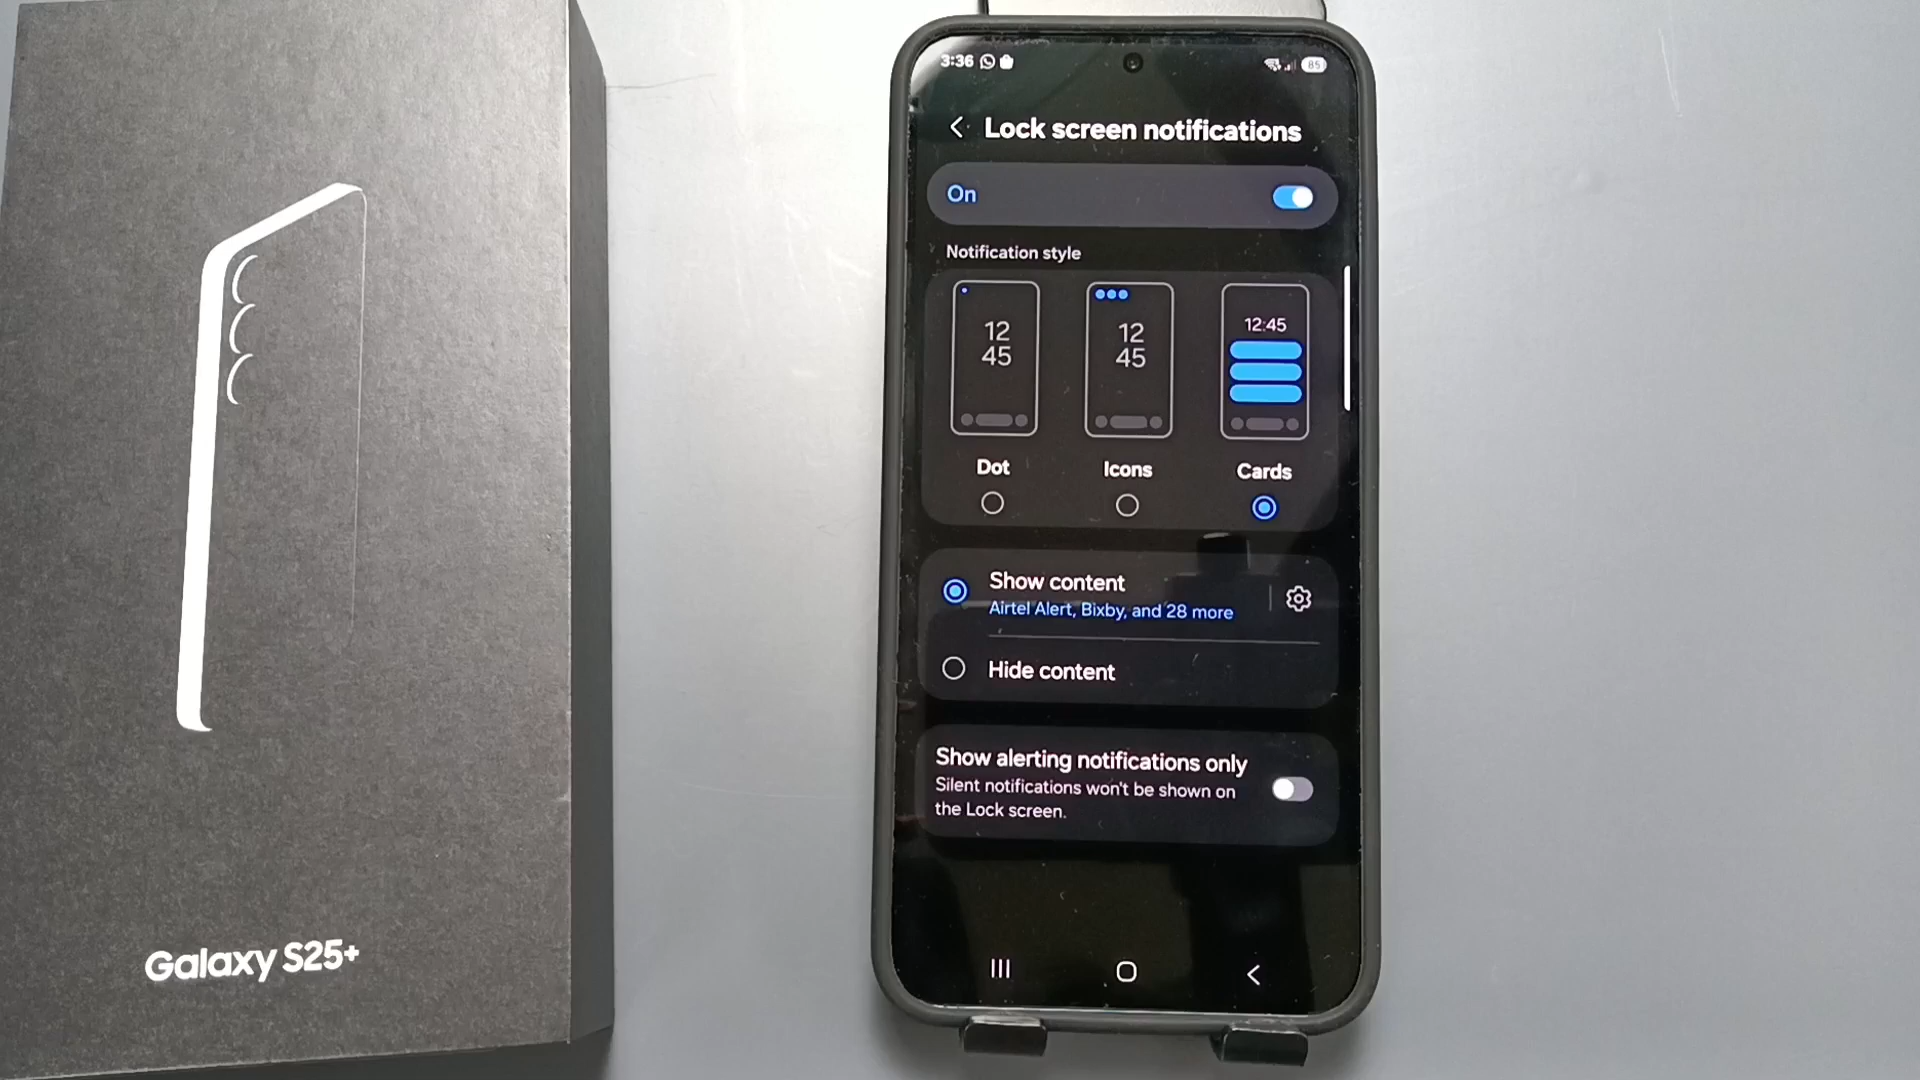 Galaxy S25+
3:36
85
Lock screen notifications
On
Notification style
12
45
12
45
12:45
Dot
Icons
Cards
Show content
Airtel Alert, Bixby, and 28 more
Hide content
Show alerting notifications only
Silent notifications won't be shown on
the Lock screen.